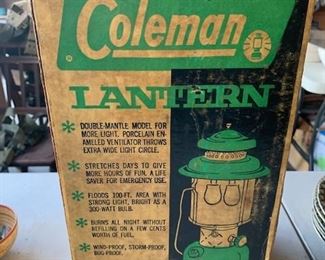 Coleman
LANTERN
* DOUBLE-MANTLE MODEL FOR
MORE LIGHT. PORCELAIN EN-
AMELLED VENTILATOR THROWS
EXTRA WIDE LIGHT CIRCLE.
* STRETCHES DAYS TO GIVE
MORE HOURS OF FUN. A LIFE
SAVER FOR EMERGENCY USE.
* FLOODS 100-FT. AREA WITH
STRONG LIGHT, BRIGHT AS A
300-WATT BULB.
* BURNS ALL NIGHT WITHOUT
REFILLING ON A FEW CENTS
WORTH OF FUEL.
* WIND-PROOF, STORM-PROOF,
BUG-PROOF.